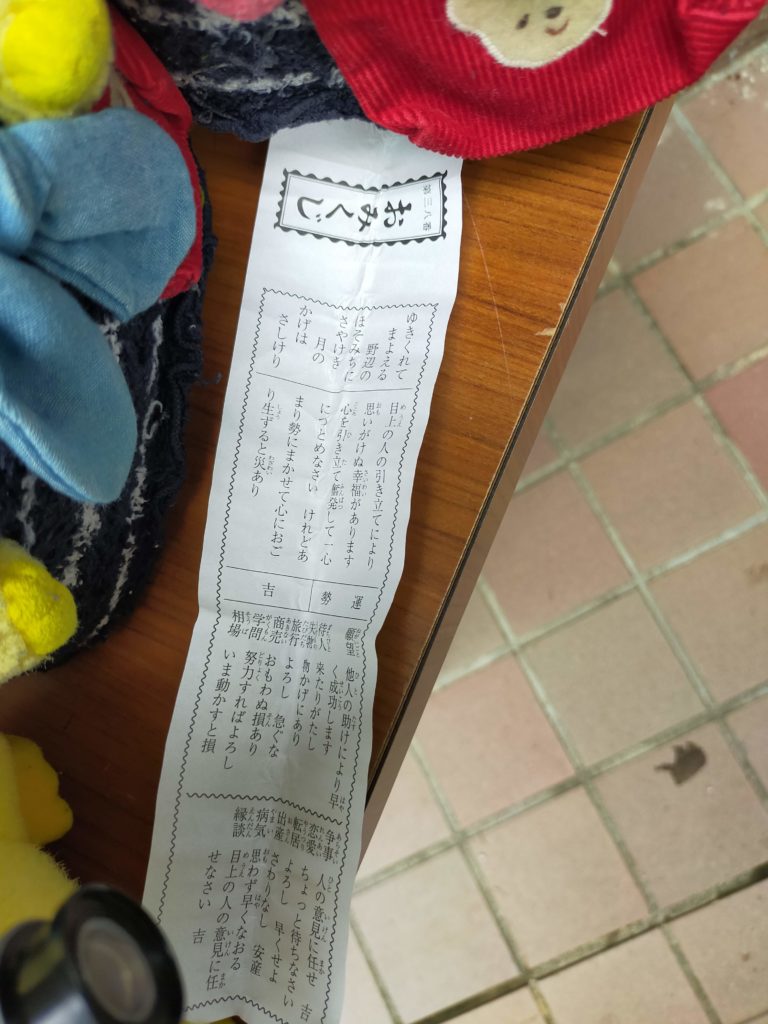 第三八番
おみくじ
ゆきくれて
まよえる
野辺の
ほそみちに
さやけき
月の
かげは
さしけり
目上の人の引き立てにより
思いがけぬ幸福があります
心を引き立て奮発して一心
につとめなさい けれどあ
まり勢にまかせて心におご
り生ずると災あり
運勢
吉
願望 他人の助けにより早
く成功します
待人 来たりがたし
失物 物かげにあり
旅行 よろし 急ぐな
商売 おもわぬ損あり
学問 努力すればよろし
相場 いま動かすと損
争事 人の意見に任せ 吉
恋愛 ちょっと待ちなさい
転居 よろし 早くせよ
出産 さわりなし 安産
病気 思わず早くなおる
縁談 目上の人の意見に任
せなさい 吉